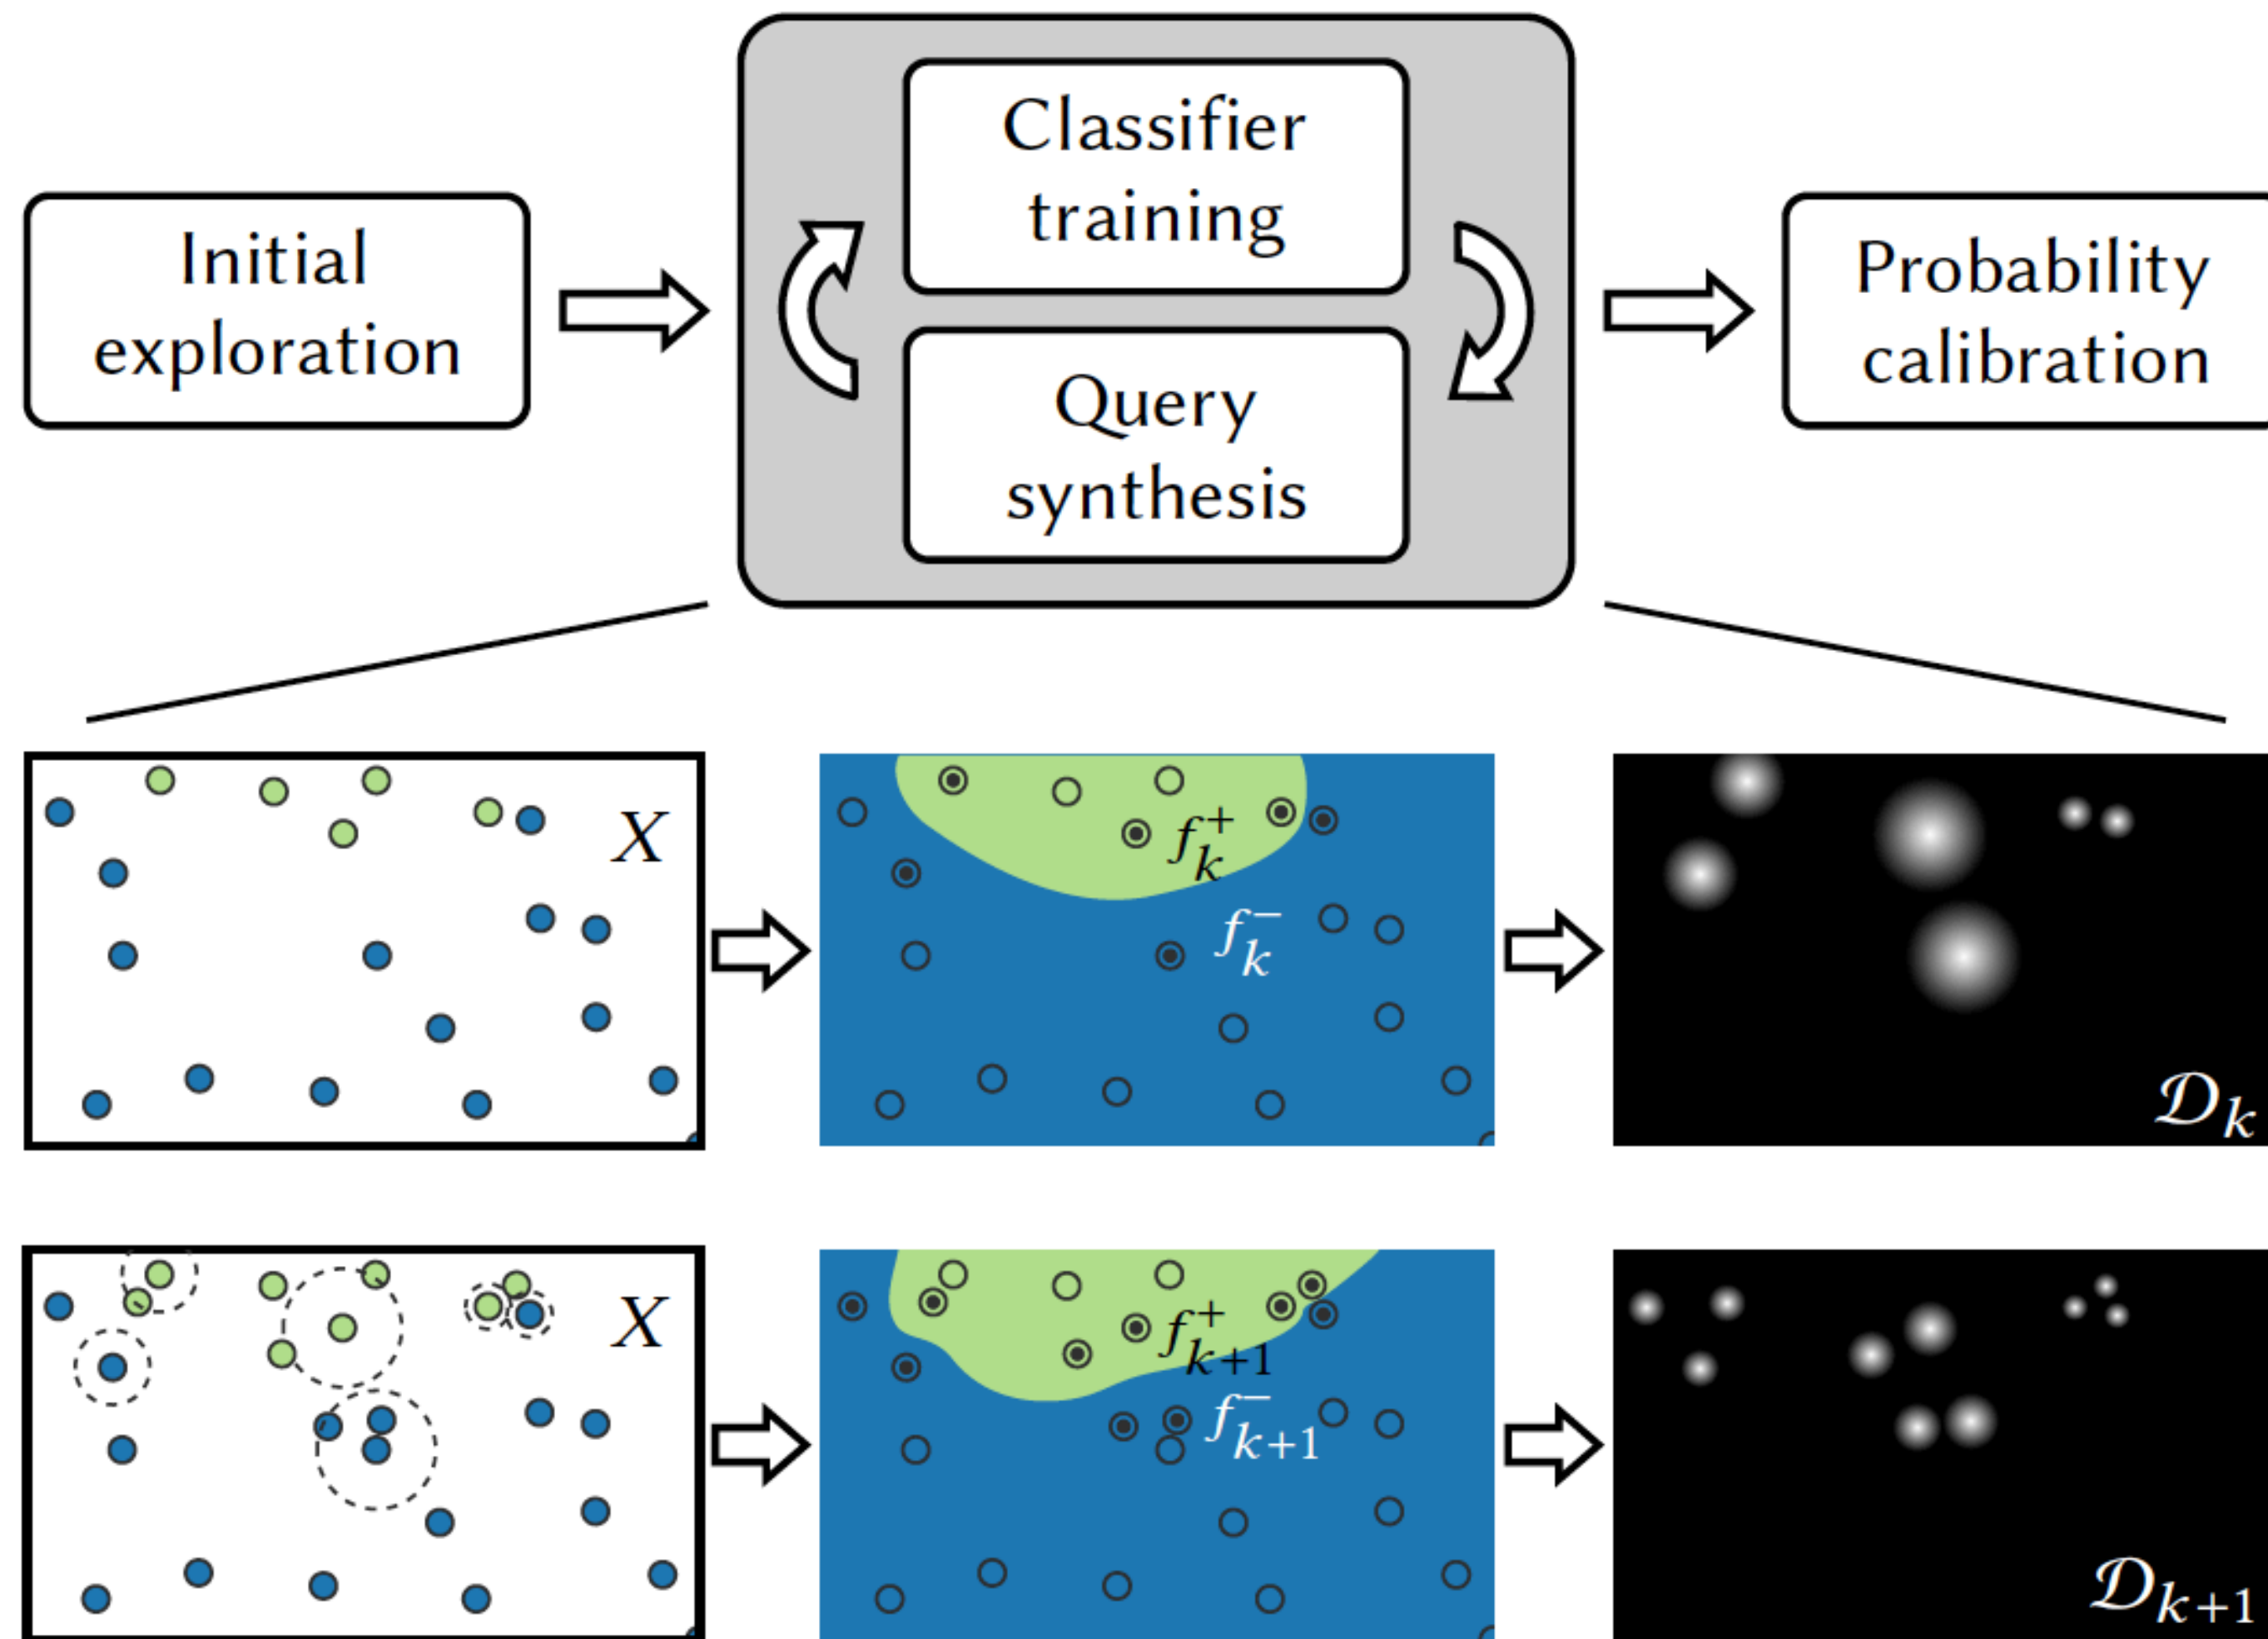 Initial
exploration
Classifier
training
Query
synthesis
Probability
calibration
X
f_k^+
f_k^-
𝒟_k
X
f_{k+1}^+
f_{k+1}^-
𝒟_{k+1}